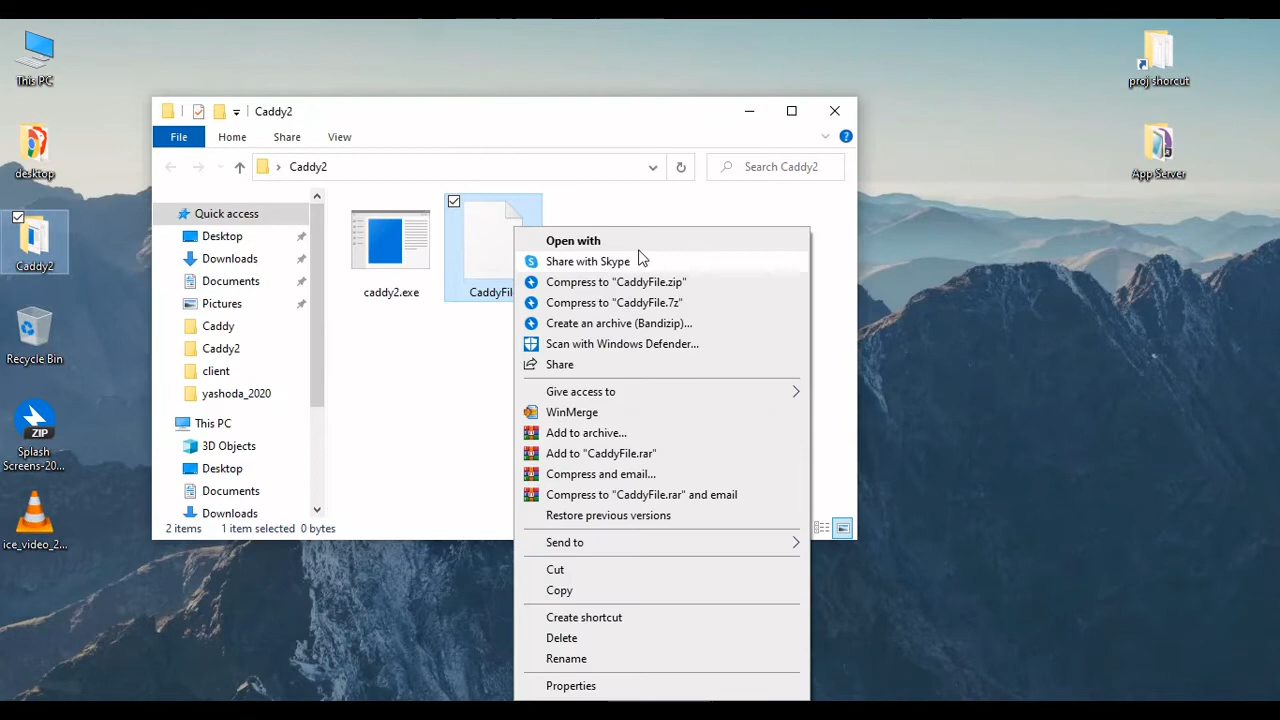 This PC
desktop
Caddy2
Recycle Bin
ZIP
Splash
Screens-20...
ice_video_2...
proj shorcut
App Server
Caddy2
File
Home
Share
View
Caddy2
Search Caddy2
Quick access
Desktop
Downloads
Documents
Pictures
Caddy
Caddy2
client
yashoda_2020
This PC
3D Objects
Desktop
Documents
Downloads
caddy2.exe
CaddyFil
2 items
1 item selected
0 bytes
Open with
Share with Skype
Compress to "CaddyFile.zip"
Compress to "CaddyFile.7z"
Create an archive (Bandizip)...
Scan with Windows Defender...
Share
Give access to
WinMerge
Add to archive...
Add to "CaddyFile.rar"
Compress and email...
Compress to "CaddyFile.rar" and email
Restore previous versions
Send to
Cut
Copy
Create shortcut
Delete
Rename
Properties